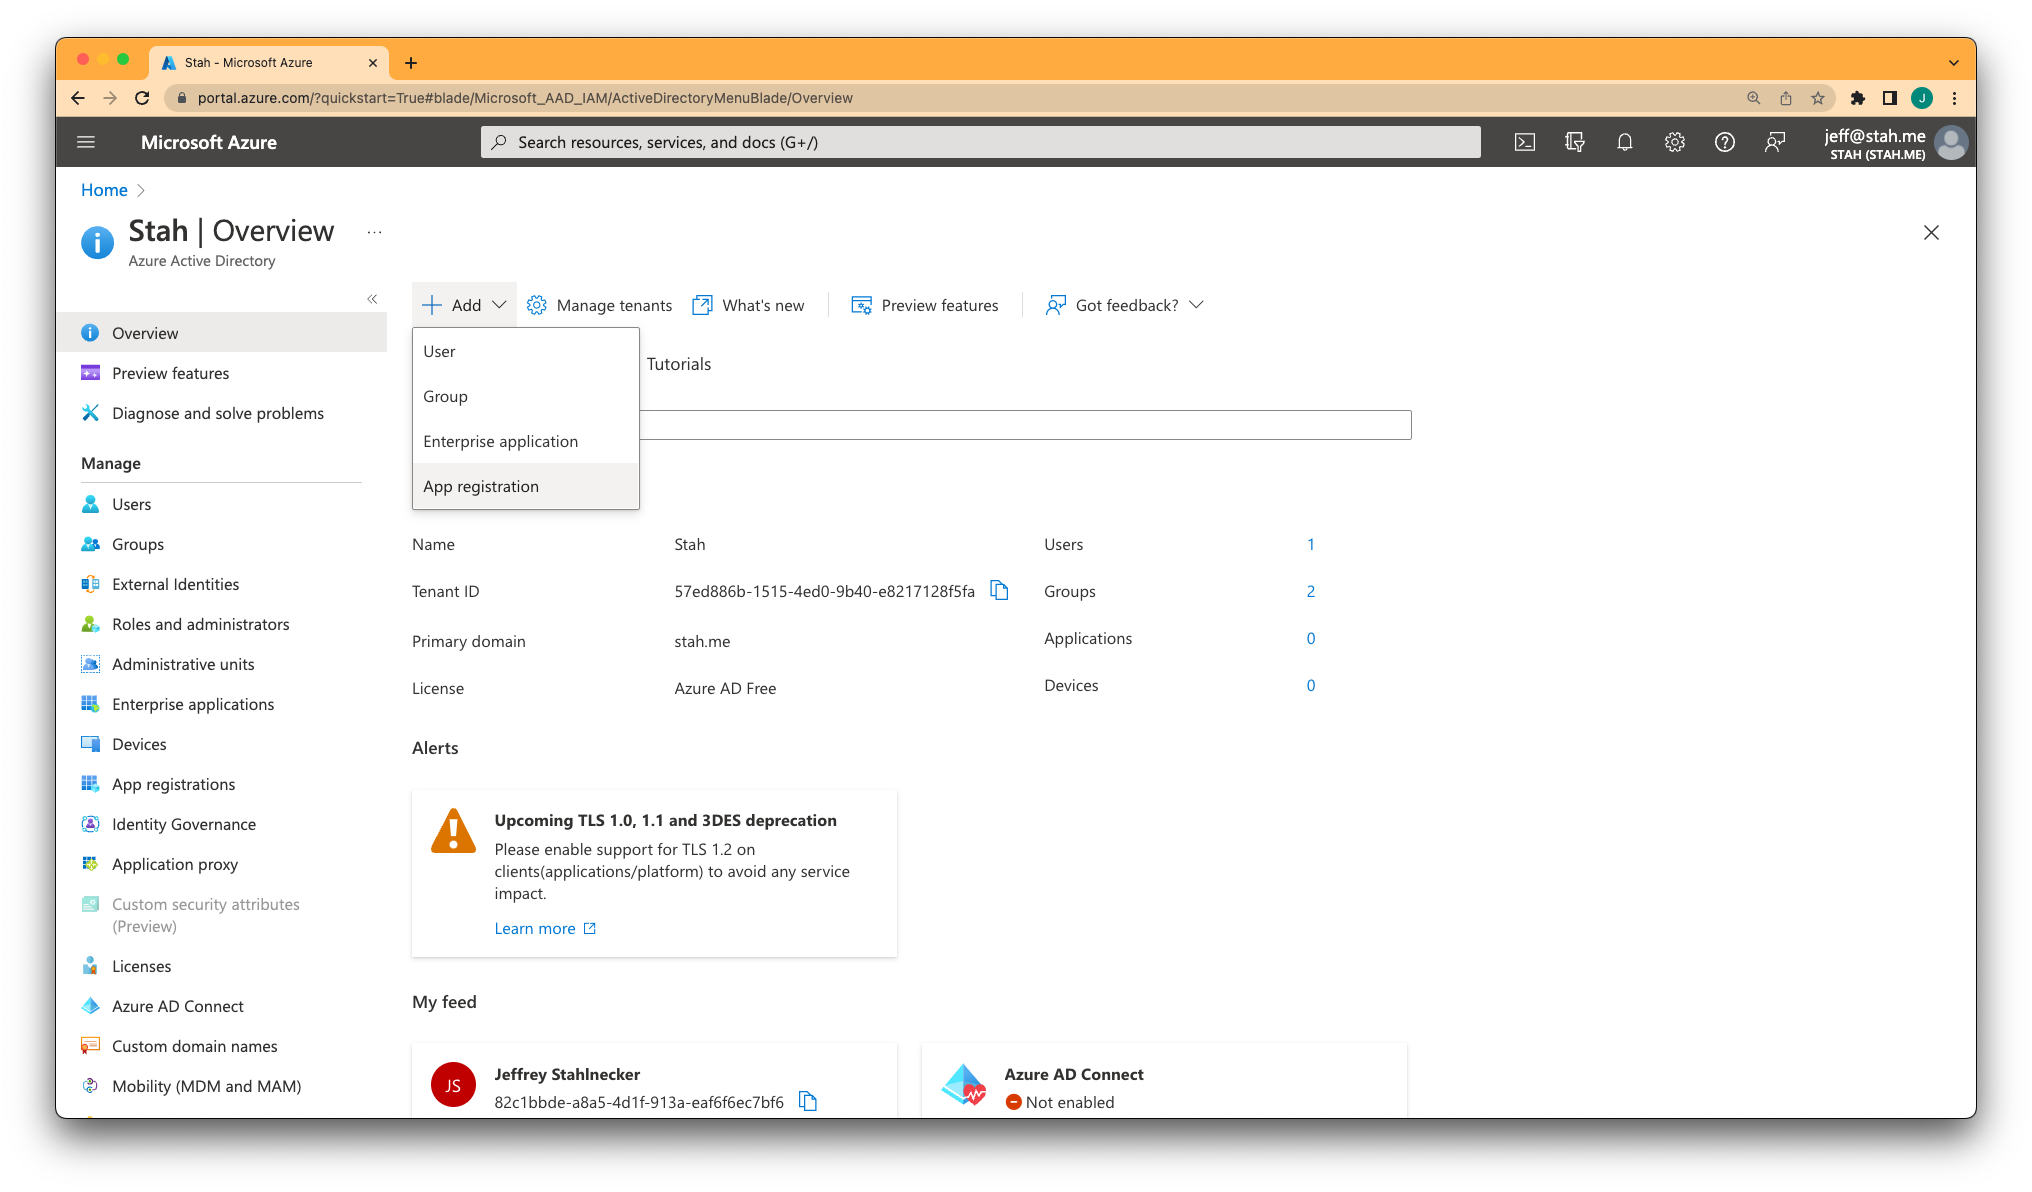 Stah - Microsoft Azure
portal.azure.com/?quickstart=True#blade/Microsoft_AAD_IAM/ActiveDirectoryMenuBlade/Overview
J
Microsoft Azure
Search resources, services, and docs (G+/)
jeff@stah.me
STAH (STAH.ME)
Home
Stah | Overview
Azure Active Directory
Add
Manage tenants
What's new
Preview features
Got feedback?
Overview
Preview features
Diagnose and solve problems
Manage
Users
Groups
External Identities
Roles and administrators
Administrative units
Enterprise applications
Devices
App registrations
Identity Governance
Application proxy
Custom security attributes
(Preview)
Licenses
Azure AD Connect
Custom domain names
Mobility (MDM and MAM)
User
Group
Enterprise application
App registration
Tutorials
Name Stah
Tenant ID 57ed886b-1515-4ed0-9b40-e8217128f5fa
Primary domain stah.me
License Azure AD Free
Users 1
Groups 2
Applications 0
Devices 0
Alerts
Upcoming TLS 1.0, 1.1 and 3DES deprecation
Please enable support for TLS 1.2 on
clients(applications/platform) to avoid any service
impact.
Learn more
My feed
JS
Jeffrey Stahlnecker
82c1bbde-a8a5-4d1f-913a-eaf6f6ec7bf6
Azure AD Connect
Not enabled